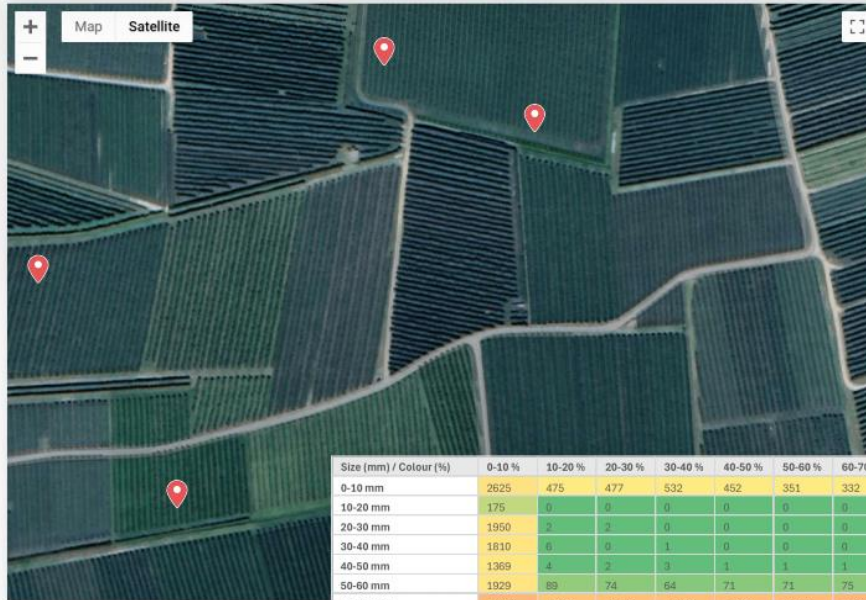 + Map Satellite
−
Size (mm) / Colour (%) 0-10 % 10-20 % 20-30 % 30-40 % 40-50 % 50-60 % 60-70
0-10 mm 2625 475 477 532 452 351 332
10-20 mm 175 0 0 0 0 0 0
20-30 mm 1950 2 2 0 0 0 0
30-40 mm 1810 6 0 1 0 0 0
40-50 mm 1369 4 2 3 1 1 1
50-60 mm 1929 89 74 64 71 71 75